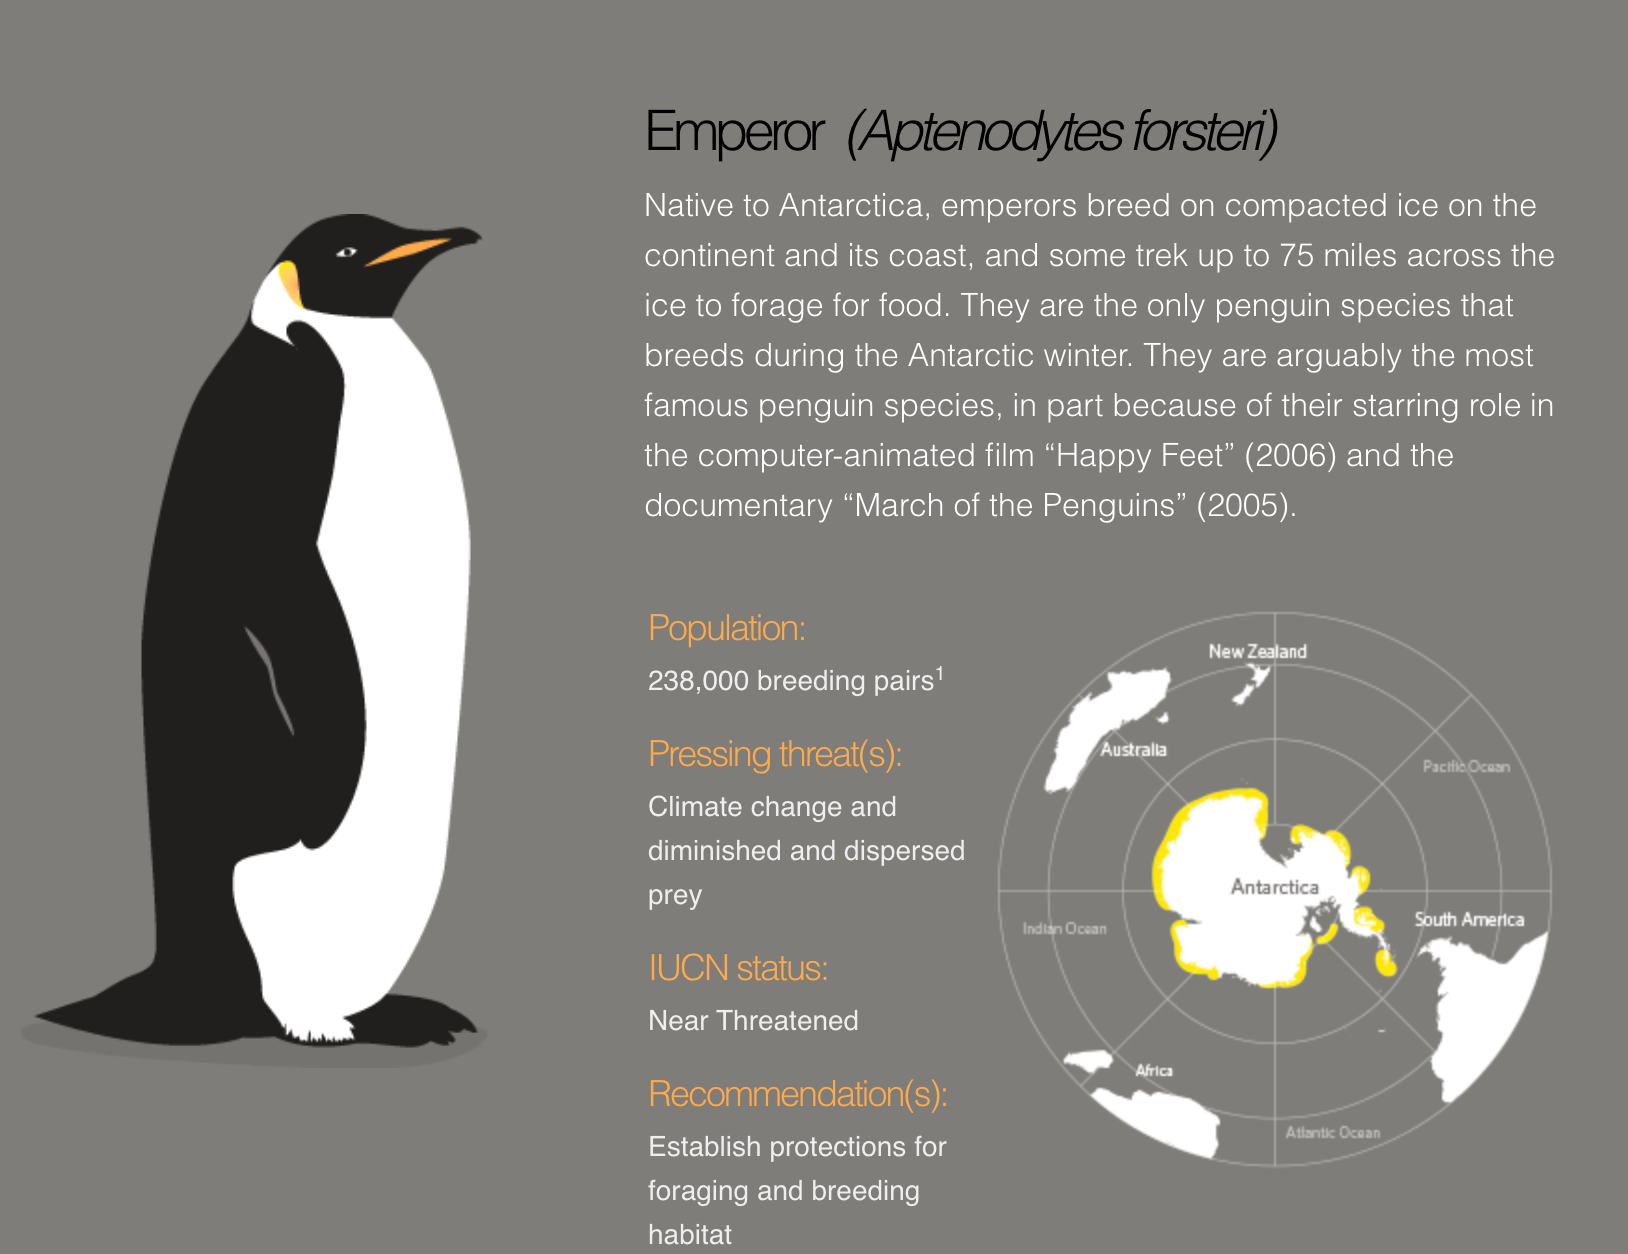 Emperor (Aptenodytes forsteri)
Native to Antarctica, emperors breed on compacted ice on the
continent and its coast, and some trek up to 75 miles across the
ice to forage for food. They are the only penguin species that
breeds during the Antarctic winter. They are arguably the most
famous penguin species, in part because of their starring role in
the computer-animated film “Happy Feet” (2006) and the
documentary “March of the Penguins” (2005).
Population:
238,000 breeding pairs¹
Pressing threat(s):
Climate change and
diminished and dispersed
prey
IUCN status:
Near Threatened
Recommendation(s):
Establish protections for
foraging and breeding
habitat
New Zealand
Australia
Pacific Ocean
Antarctica
South America
Indian Ocean
Africa
Atlantic Ocean